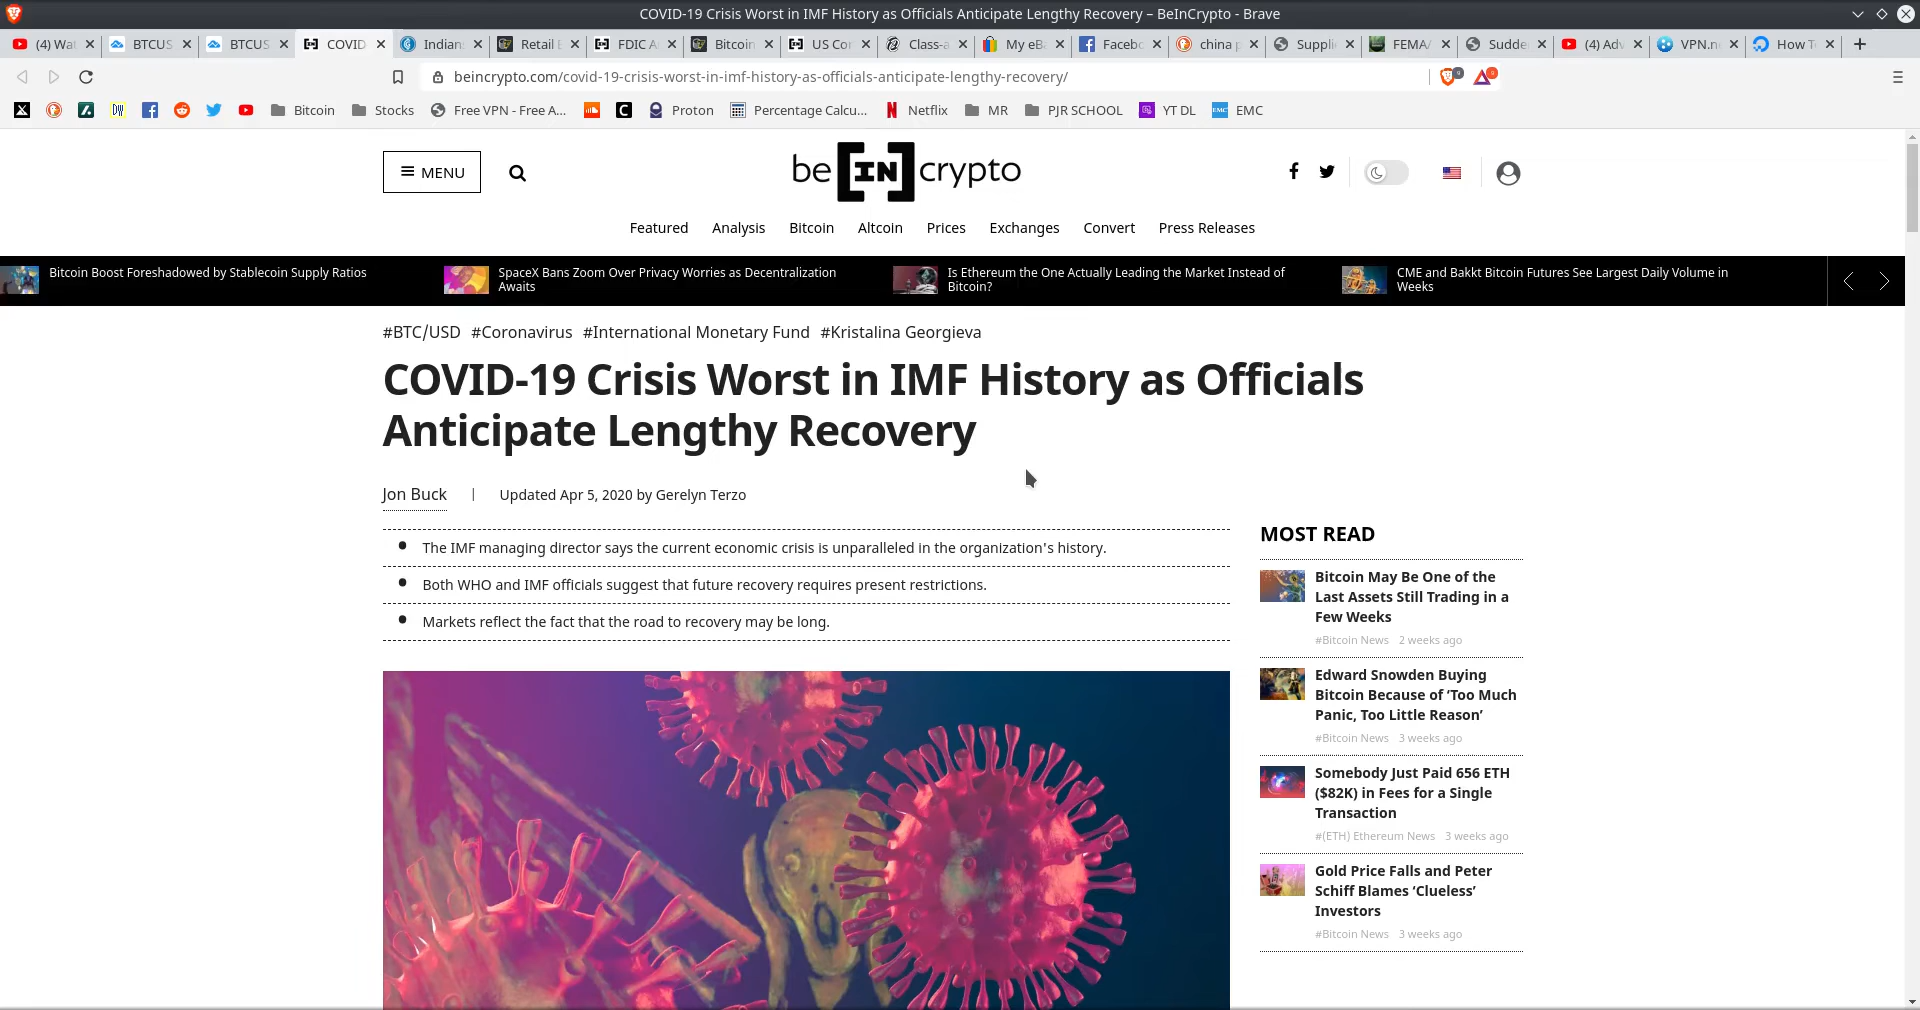 COVID-19 Crisis Worst in IMF History as Officials Anticipate Lengthy Recovery – BeInCrypto - Brave
(4) Wat BTCUS BTCUS COVID Indian Retail E FDIC A Bitcoin US Cor Class-a My eB Facebo china p Suppli FEMA/ Sudde (4) Adv VPN.n How T
beincrypto.com/covid-19-crisis-worst-in-imf-history-as-officials-anticipate-lengthy-recovery/
Bitcoin Stocks Free VPN - Free A... Proton Percentage Calcu... Netflix MR PJR SCHOOL YT DL EMC EMC
MENU
be[IN]crypto
Featured Analysis Bitcoin Altcoin Prices Exchanges Convert Press Releases
Bitcoin Boost Foreshadowed by Stablecoin Supply Ratios
SpaceX Bans Zoom Over Privacy Worries as Decentralization
Awaits
Is Ethereum the One Actually Leading the Market Instead of
Bitcoin?
CME and Bakkt Bitcoin Futures See Largest Daily Volume in
Weeks
#BTC/USD #Coronavirus #International Monetary Fund #Kristalina Georgieva
COVID-19 Crisis Worst in IMF History as Officials
Anticipate Lengthy Recovery
Jon Buck | Updated Apr 5, 2020 by Gerelyn Terzo
• The IMF managing director says the current economic crisis is unparalleled in the organization's history.
• Both WHO and IMF officials suggest that future recovery requires present restrictions.
• Markets reflect the fact that the road to recovery may be long.
MOST READ
Bitcoin May Be One of the
Last Assets Still Trading in a
Few Weeks
#Bitcoin News 2 weeks ago
Edward Snowden Buying
Bitcoin Because of ‘Too Much
Panic, Too Little Reason’
#Bitcoin News 3 weeks ago
Somebody Just Paid 656 ETH
($82K) in Fees for a Single
Transaction
#(ETH) Ethereum News 3 weeks ago
Gold Price Falls and Peter
Schiff Blames ‘Clueless’
Investors
#Bitcoin News 3 weeks ago